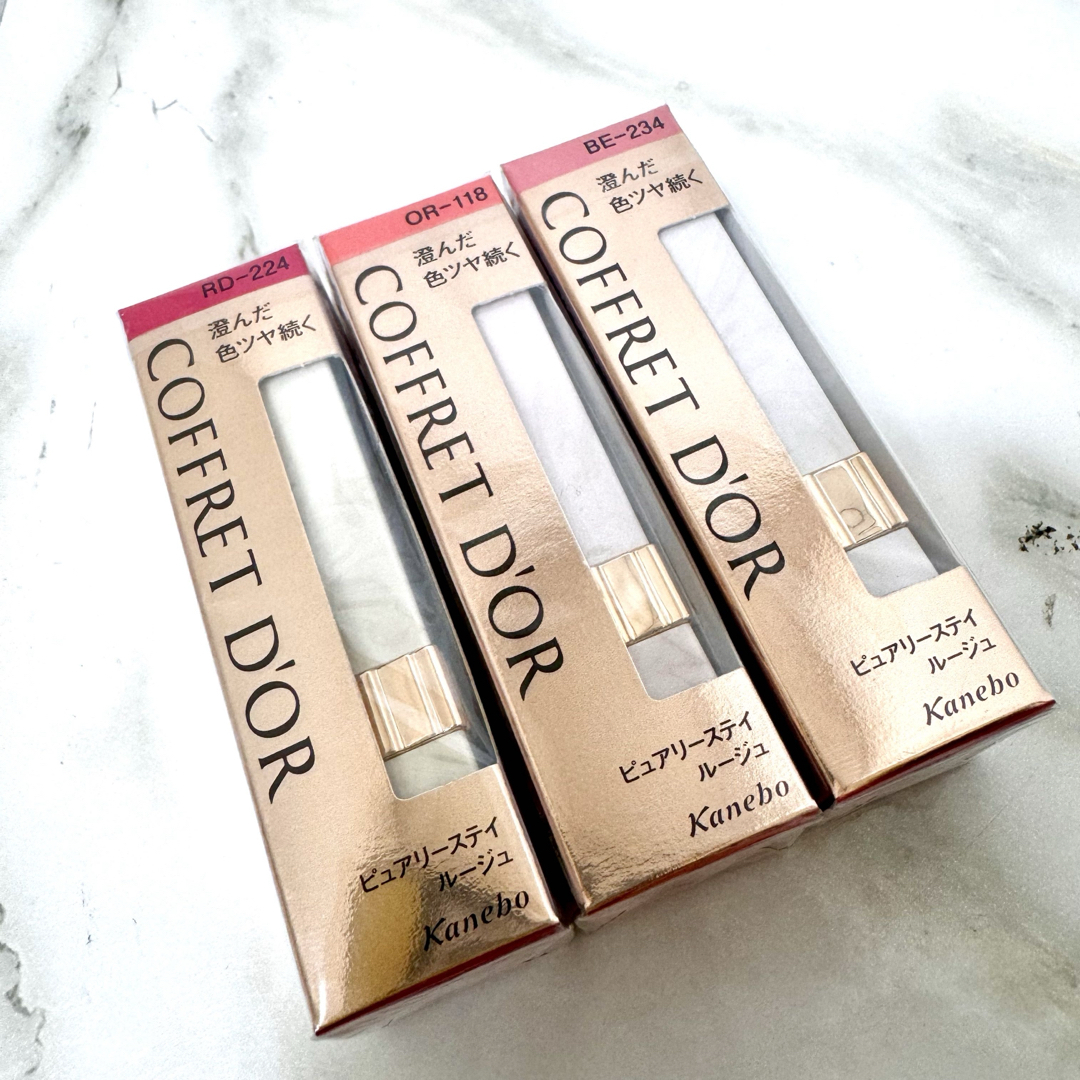 RD-224
澄んだ
色ツヤ続く
COFFRET D'OR
ピュアリーステイ
ルージュ
Kanebo
OR-118
澄んだ
色ツヤ続く
COFFRET D'OR
ピュアリーステイ
ルージュ
Kanebo
BE-234
澄んだ
色ツヤ続く
COFFRET D'OR
ピュアリーステイ
ルージュ
Kanebo